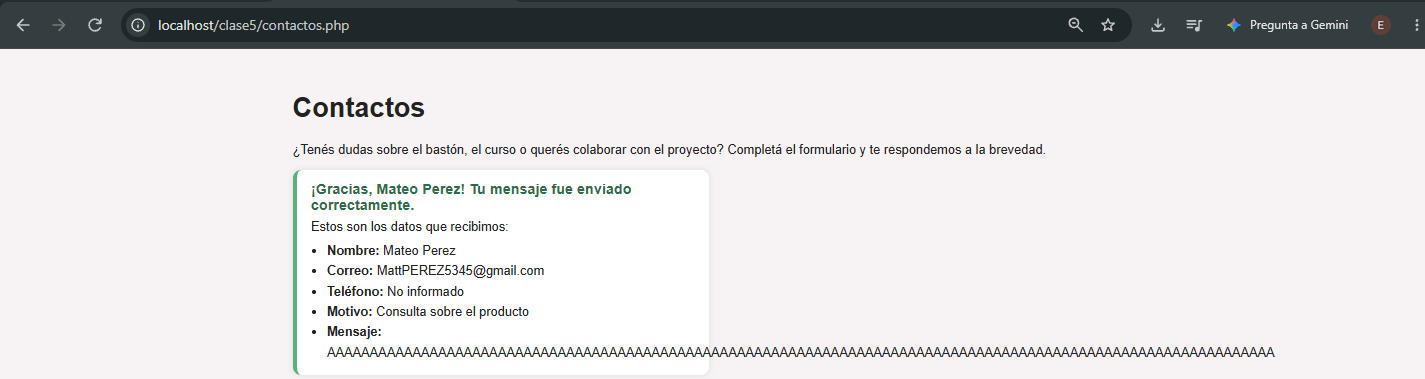 localhost/clase5/contactos.php
Pregunta a Gemini
E
Contactos
¿Tenés dudas sobre el bastón, el curso o querés colaborar con el proyecto? Completá el formulario y te respondemos a la brevedad.
¡Gracias, Mateo Perez! Tu mensaje fue enviado
correctamente.
Estos son los datos que recibimos:
Nombre: Mateo Perez
Correo: MattPEREZ5345@gmail.com
Teléfono: No informado
Motivo: Consulta sobre el producto
Mensaje:
AAAAAAAAAAAAAAAAAAAAAAAAAAAAAAAAAAAAAAAAAAAAAAAAAAAAAAAAAAAAAAAAAAAAAAAAAAAAAAAAAAAAAAAAAAAAAAAAAAAAAAAAAAAAAAA